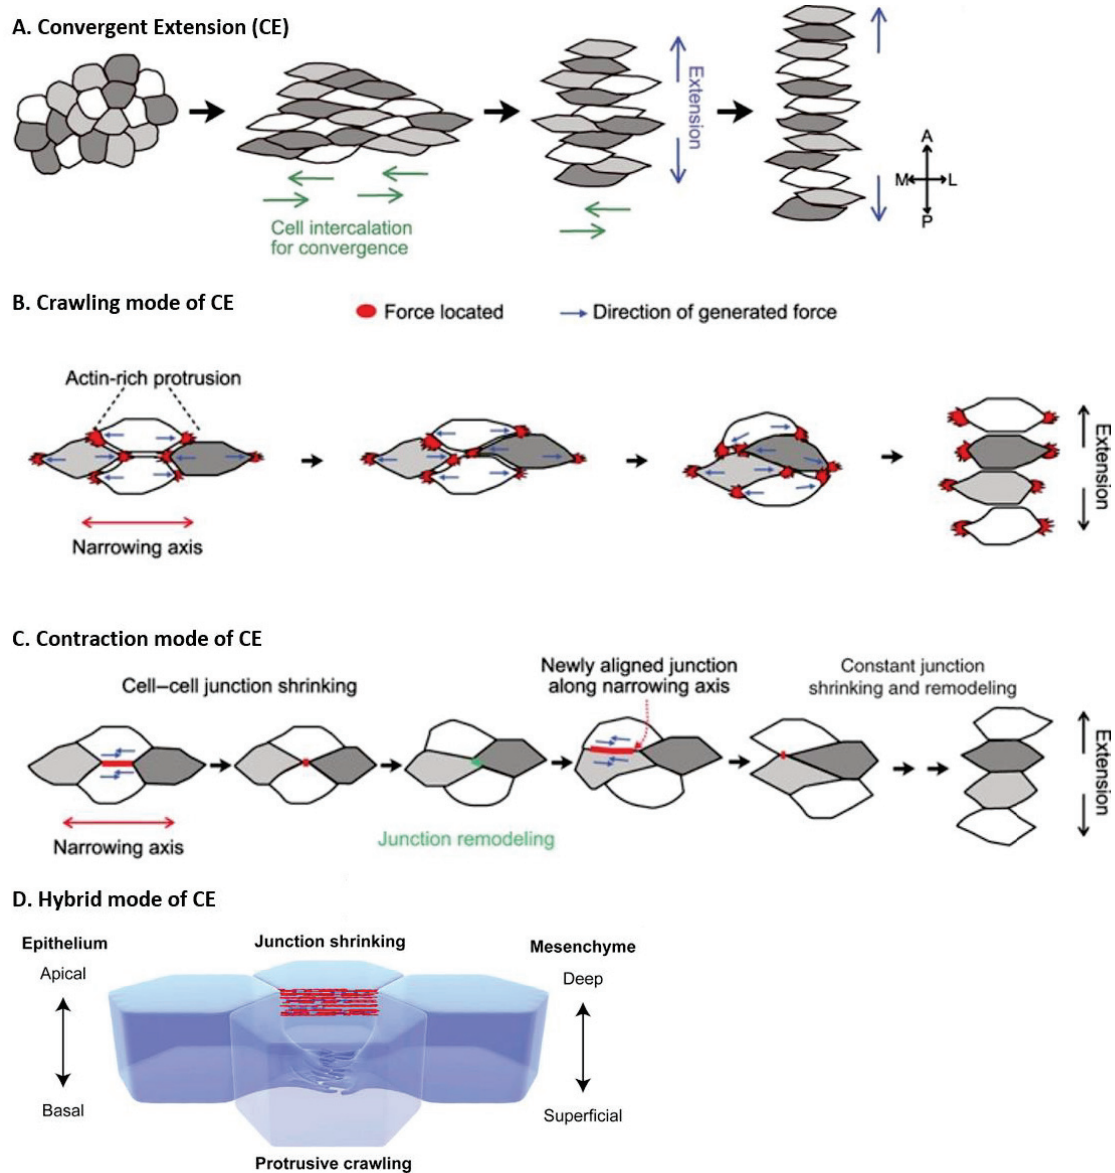 A. Convergent Extension (CE)
Extension
A
M L
P
Cell intercalation
for convergence
B. Crawling mode of CE
Force located
Direction of generated force
Actin-rich protrusion
Narrowing axis
Extension
C. Contraction mode of CE
Cell–cell junction shrinking
Newly aligned junction
along narrowing axis
Constant junction
shrinking and remodeling
Narrowing axis
Junction remodeling
Extension
D. Hybrid mode of CE
Epithelium
Apical
Basal
Junction shrinking
Mesenchyme
Deep
Superficial
Protrusive crawling